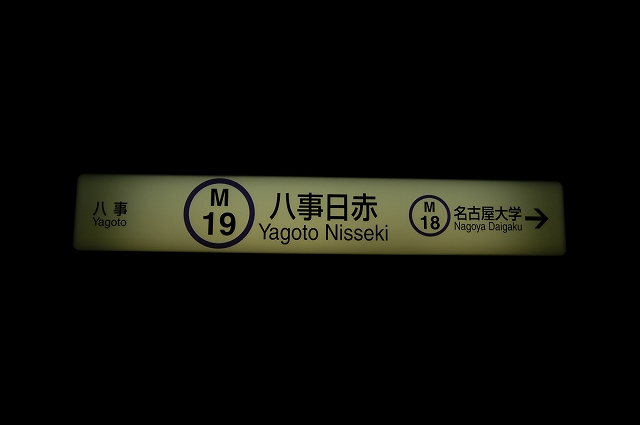 八事
Yagoto
M
19
八事日赤
Yagoto Nisseki
M
18
名古屋大学
Nagoya Daigaku